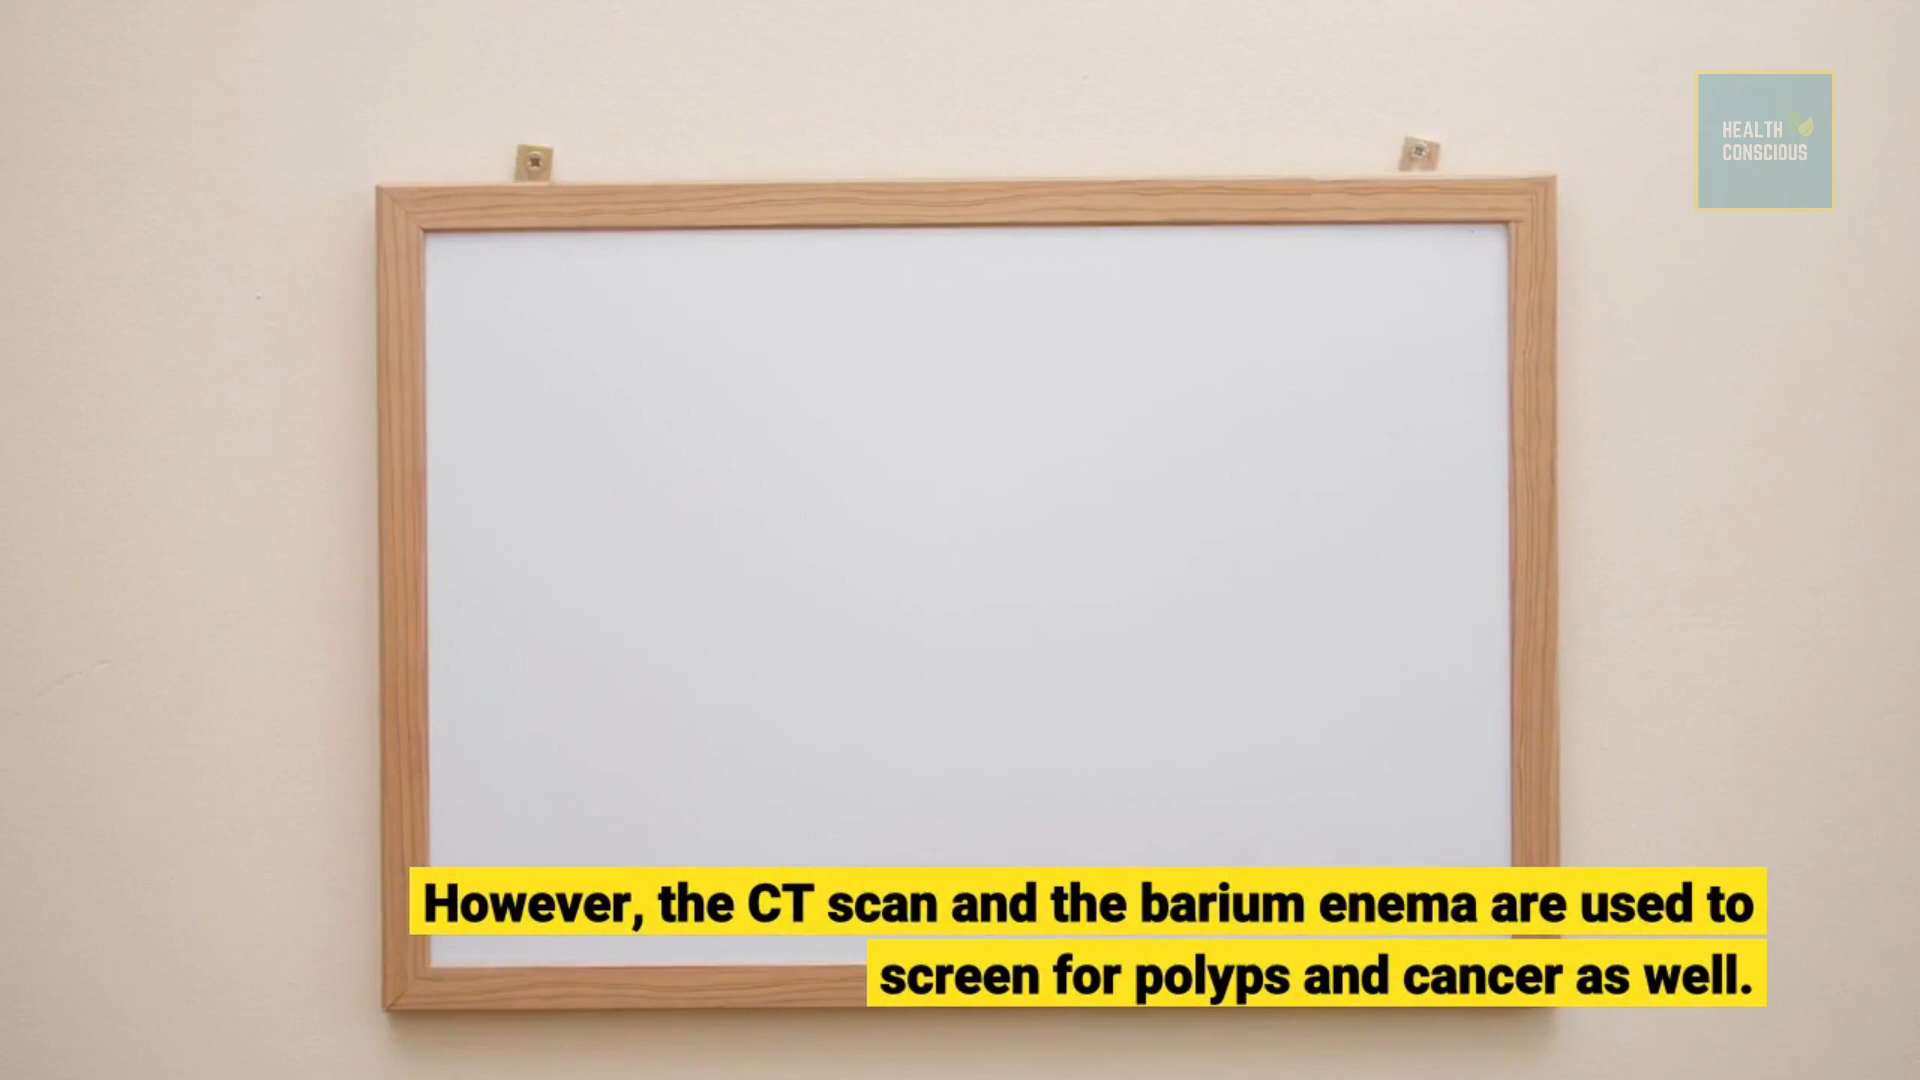 HEALTH
CONSCIOUS
However, the CT scan and the barium enema are used to
screen for polyps and cancer as well.